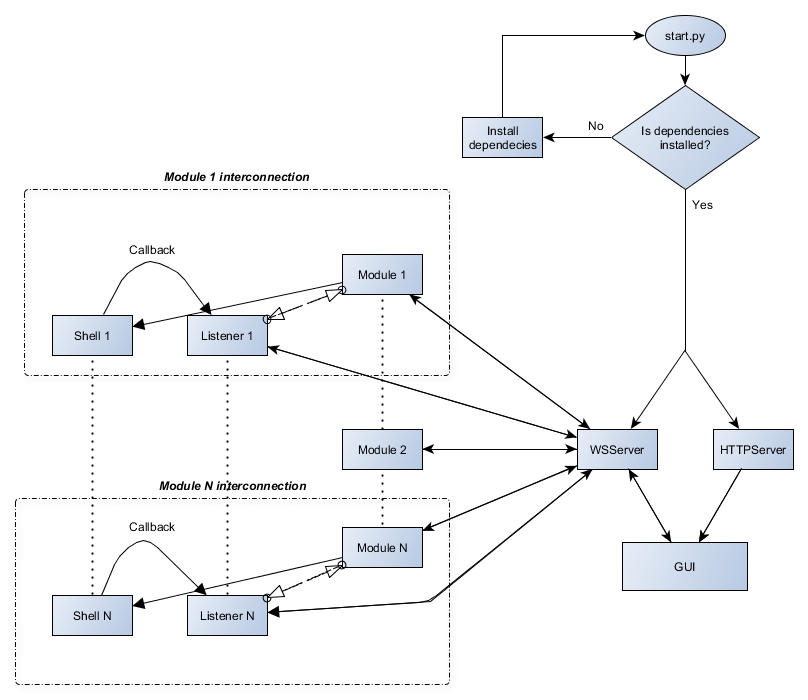 start.py
Is dependencies
installed?
No
Install
dependecies
Yes
Module 1 interconnection
Callback
Module 1
Shell 1
Listener 1
Module 2
WSServer
HTTPServer
Module N interconnection
Callback
Module N
GUI
Shell N
Listener N